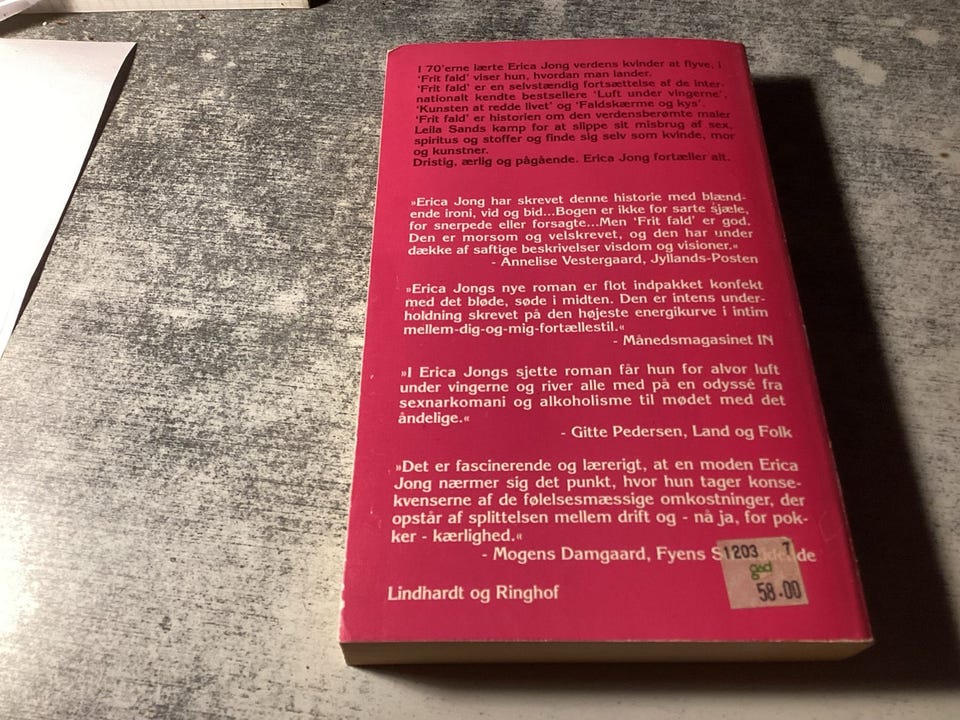 I 70'erne lærte Erica Jong verdens kvinder at flyve, i
'Frit fald' viser hun, hvordan man lander.
'Frit fald' er en selvstændig fortsættelse af de inter-
nationalt kendte bestsellere 'Luft under vingerne',
'Kunsten at redde livet' og 'Faldskærme og kys'.
'Frit fald' er historien om den verdensberømte maler
Leila Sands kamp for at slippe sit misbrug af sex,
spiritus og stoffer og finde sig selv som kvinde, mor
og kunstner.
Dristig, ærlig og pågående. Erica Jong fortæller alt.
»Erica Jong har skrevet denne historie med blænd-
ende ironi, vid og bid...Bogen er ikke for sarte sjæle,
for snerpede eller forsagte...Men 'Frit fald' er god.
Den er morsom og velskrevet, og den har under
dække af saftige beskrivelser visdom og visioner.«
- Annelise Vestergaard, Jyllands-Posten
»Erica Jongs nye roman er flot indpakket konfekt
med det bløde, søde i midten. Den er intens under-
holdning skrevet på den højeste energikurve i intim
mellem-dig-og-mig-fortællestil.«
- Månedsmagasinet IN
»I Erica Jongs sjette roman får hun for alvor luft
under vingerne og river alle med på en odyssé fra
sexnarkomani og alkoholisme til mødet med det
åndelige.«
- Gitte Pedersen, Land og Folk
»Det er fascinerende og lærerigt, at en moden Erica
Jong nærmer sig det punkt, hvor hun tager konse-
kvenserne af de følelsesmæssige omkostninger, der
opstår af splittelsen mellem drift og - nå ja, for pok-
ker - kærlighed.«
- Mogens Damgaard, Fyens
1203 7
gad
58.00
Lindhardt og Ringhof